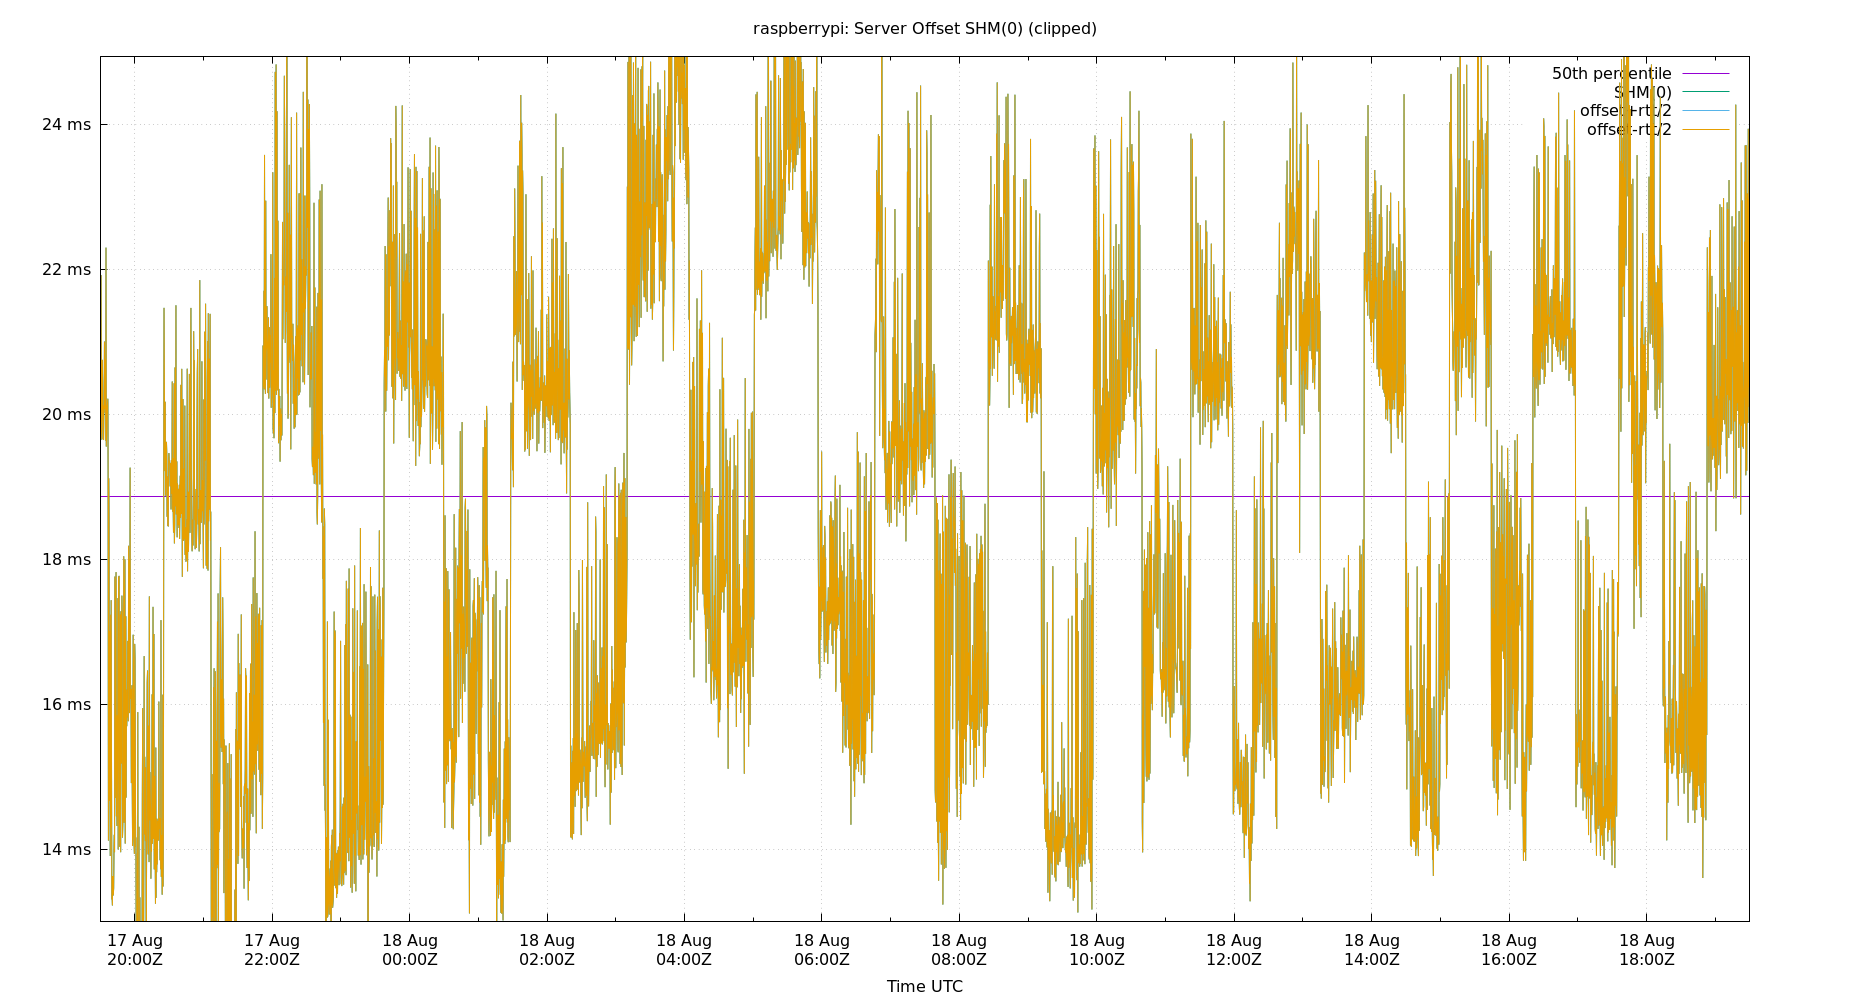 raspberrypi: Server Offset SHM(0) (clipped)
50th percentile
SHM(0)
offset+rtt/2
offset-rtt/2
24 ms
22 ms
20 ms
18 ms
16 ms
14 ms
17 Aug 17 Aug 18 Aug 18 Aug 18 Aug 18 Aug 18 Aug 18 Aug 18 Aug 18 Aug 18 Aug 18 Aug
20:00Z 22:00Z 00:00Z 02:00Z 04:00Z 06:00Z 08:00Z 10:00Z 12:00Z 14:00Z 16:00Z 18:00Z
Time UTC